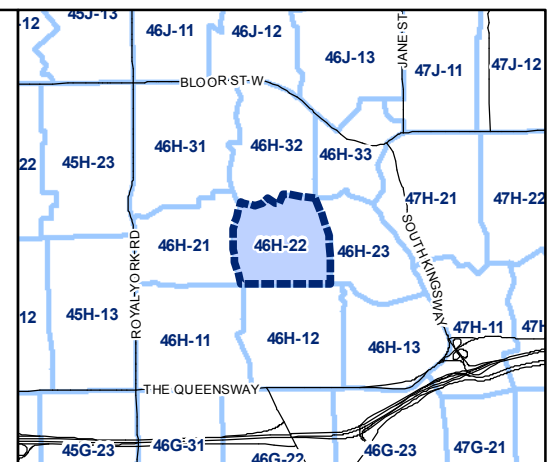 -12
45J-13
46J-11
46J-12
46J-13
JANE·ST
47J-11
47J-12
BLOOR·ST·W
22
45H-23
46H-31
46H-32
46H-33
47H-21
47H-22
46H-21
46H-22
46H-23
ROYAL·YORK·RD
SOUTH·KINGSWAY
12
45H-13
46H-11
46H-12
46H-13
47H-11
47H
THE QUEENSWAY
45G-23
46G-31
46G-22
46G-23
47G-21